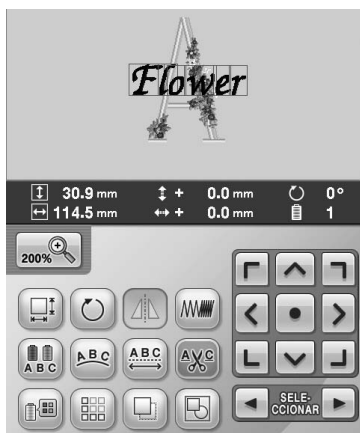 A
Flower
30.9 mm + 0.0 mm 0°
114.5 mm + 0.0 mm 1
200%
A B C
ABC
ABC
A C
SELE-
CCIONAR